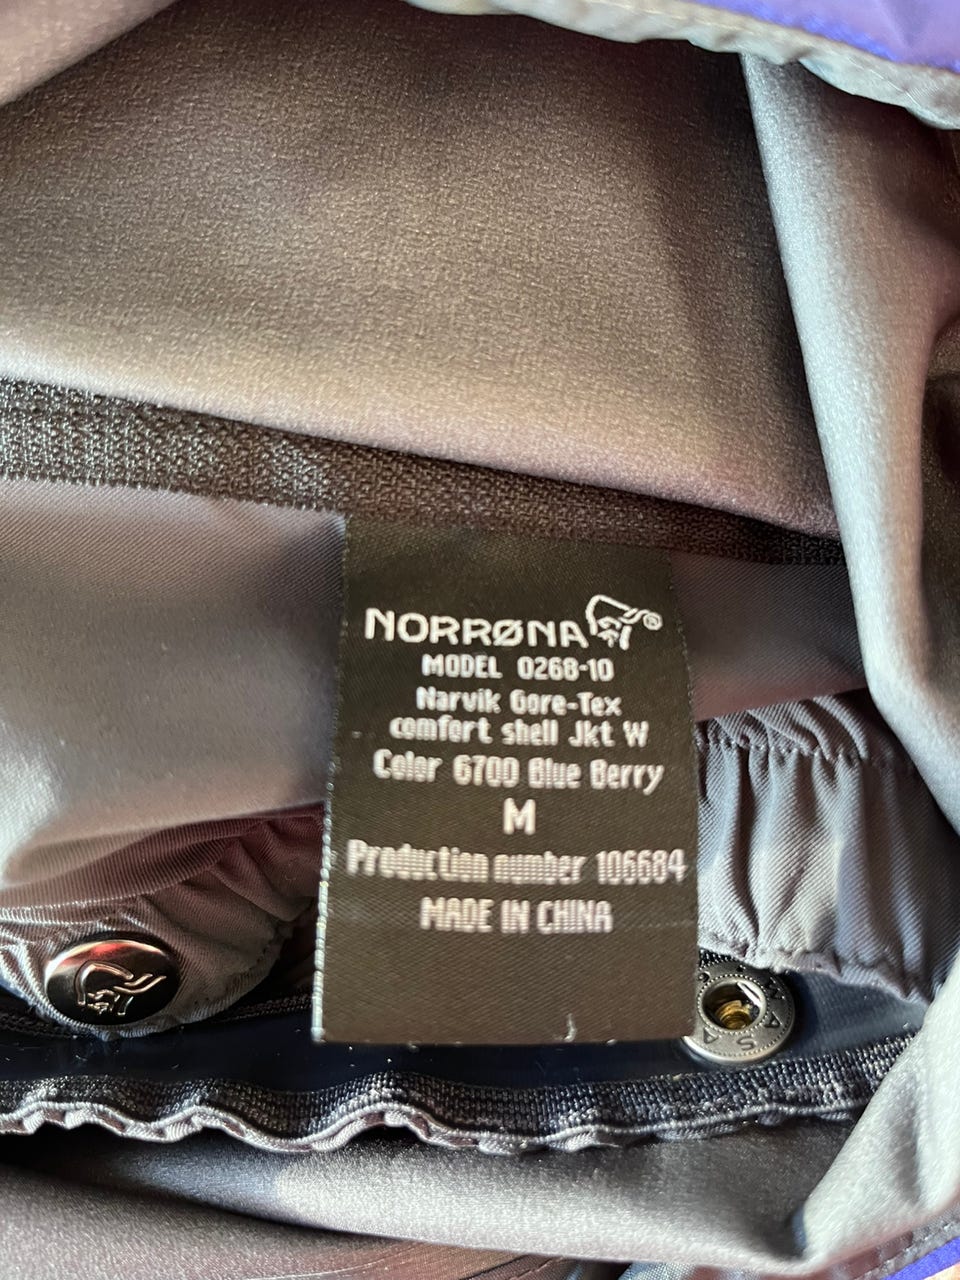 NORRØNA®
MODEL 0268-10
Narvik Gore-Tex
comfort shell Jkt W
Color 6700 Blue Berry
M
Production number 106684
MADE IN CHINA